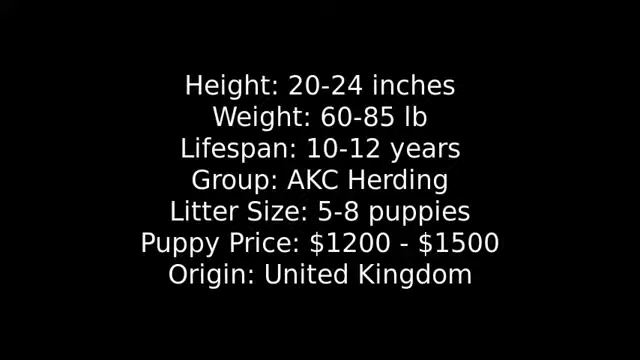 Height: 20-24 inches
Weight: 60-85 lb
Lifespan: 10-12 years
Group: AKC Herding
Litter Size: 5-8 puppies
Puppy Price: $1200 - $1500
Origin: United Kingdom